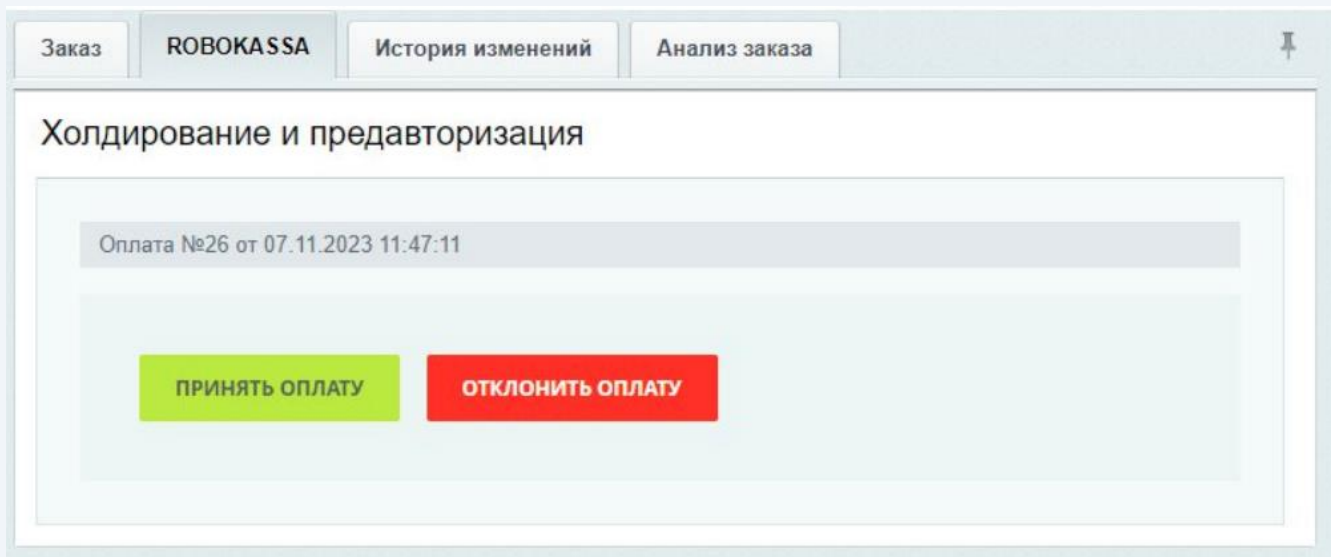 Заказ ROBOKASSA История изменений Анализ заказа
Холдирование и предавторизация
Оплата №26 от 07.11.2023 11:47:11
ПРИНЯТЬ ОПЛАТУ ОТКЛОНИТЬ ОПЛАТУ